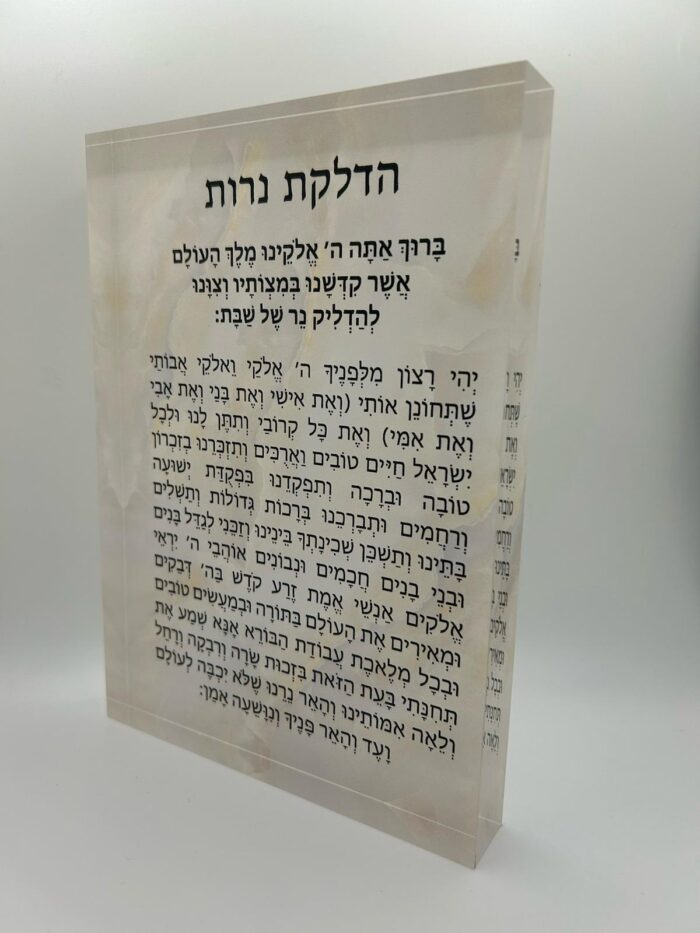 הדלקת נרות
בָּרוּךְ אַתָּה ה׳ אֱלֹקֵינוּ מֶלֶךְ הָעוֹלָם
אֲשֶׁר קִדְּשָׁנוּ בְּמִצְוֹתָיו וְצִוָּנוּ
לְהַדְלִיק נֵר שֶׁל שַׁבָּת:
יְהִי רָצוֹן מִלְּפָנֶיךָ ה׳ אֱלֹקַי וֵאלֹקֵי אֲבוֹתַי
שֶׁתְּחוֹנֵן אוֹתִי (וְאֶת אִישִׁי וְאֶת בָּנַי וְאֶת אָבִי
וְאֶת אִמִּי) וְאֶת כָּל קְרוֹבַי וְתִתֶּן לָנוּ וּלְכָל
יִשְׂרָאֵל חַיִּים טוֹבִים וַאֲרֻכִּים וְתִזְכְּרֵנוּ בְּזִכְרוֹן
טוֹבָה וּבְרָכָה וְתִפְקְדֵנוּ בִּפְקֻדַּת יְשׁוּעָה
וְרַחֲמִים וּתְבָרְכֵנוּ בְּרָכוֹת גְּדוֹלוֹת וְתַשְׁלִים
בָּתֵּינוּ וְתַשְׁכֵּן שְׁכִינָתְךָ בֵּינֵינוּ וְזַכֵּנִי לְגַדֵּל בָּנִים
וּבְנֵי בָנִים חֲכָמִים וּנְבוֹנִים אוֹהֲבֵי ה׳ יִרְאֵי
אֱלֹקִים אַנְשֵׁי אֱמֶת זֶרַע קֹדֶשׁ בַּה׳ דְּבֵקִים
וּמְאִירִים אֶת הָעוֹלָם בַּתּוֹרָה וּבְמַעֲשִׂים טוֹבִים
וּבְכָל מְלֶאכֶת עֲבוֹדַת הַבּוֹרֵא אָנָּא שְׁמַע אֶת
תְּחִנָּתִי בָּעֵת הַזֹּאת בִּזְכוּת שָׂרָה וְרִבְקָה וְרָחֵל
וְלֵאָה אִמּוֹתֵינוּ וְהָאֵר נֵרֵנוּ שֶׁלֹּא יִכְבֶּה לְעוֹלָם
וָעֶד וְהָאֵר פָּנֶיךָ וְנִוָּשֵׁעָה אָמֵן: